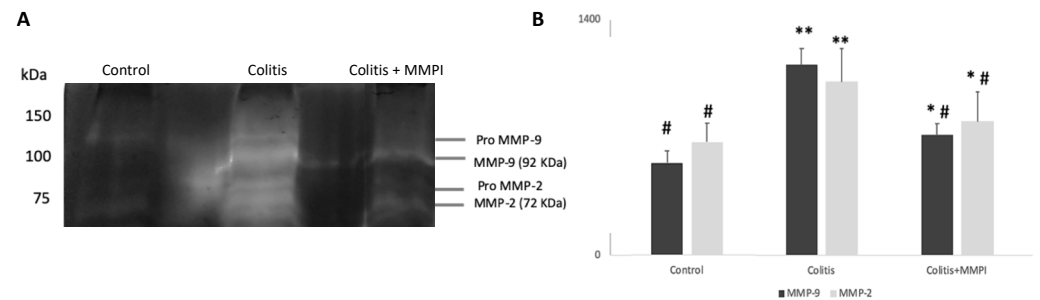 A
kDa
Control
Colitis
Colitis + MMPI
150
100
75
Pro MMP-9
MMP-9 (92 KDa)
Pro MMP-2
MMP-2 (72 KDa)
B
1400
0
#
#
**
**
* #
* #
Control
Colitis
Colitis+MMPI
MMP-9
MMP-2